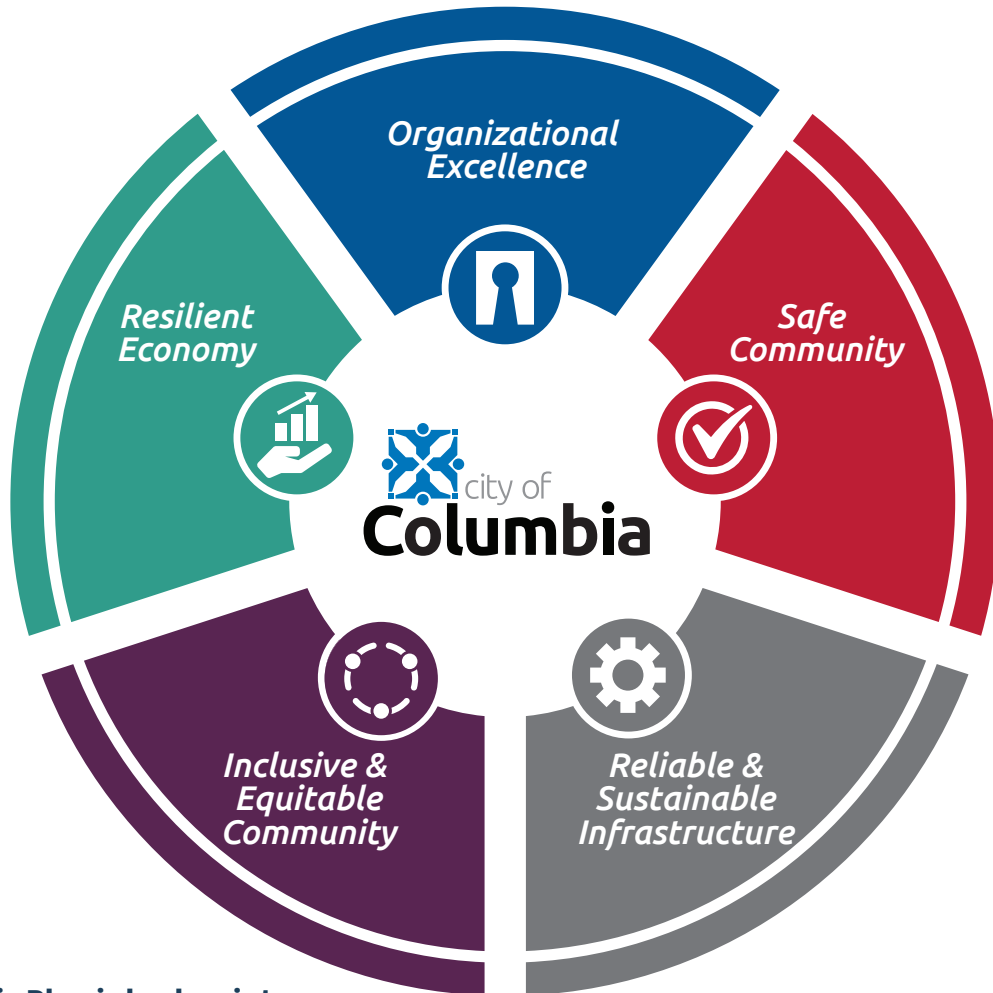 Organizational
Excellence
Resilient
Economy
Safe
Community
city of
Columbia
Inclusive &
Equitable
Community
Reliable &
Sustainable
Infrastructure